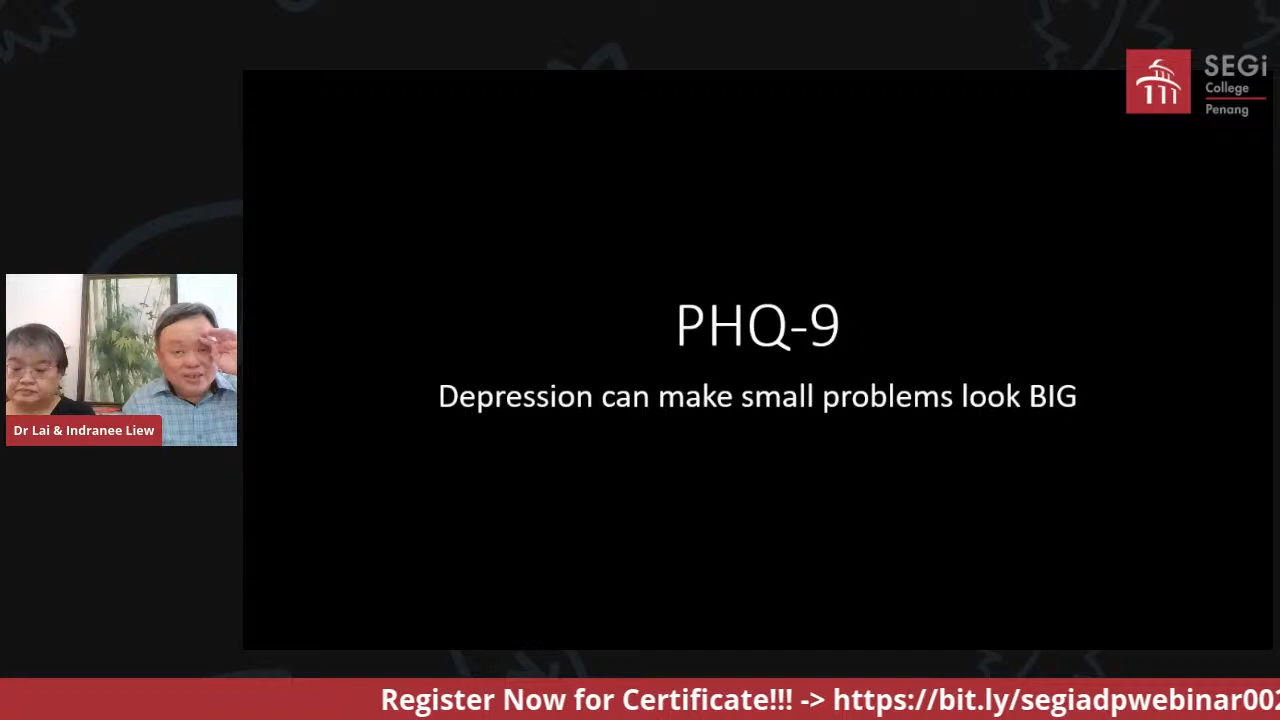 SEGi
College
Penang
PHQ-9
Depression can make small problems look BIG
Dr Lai & Indranee Liew
Register Now for Certificate!!! -> https://bit.ly/segiadpwebinar002